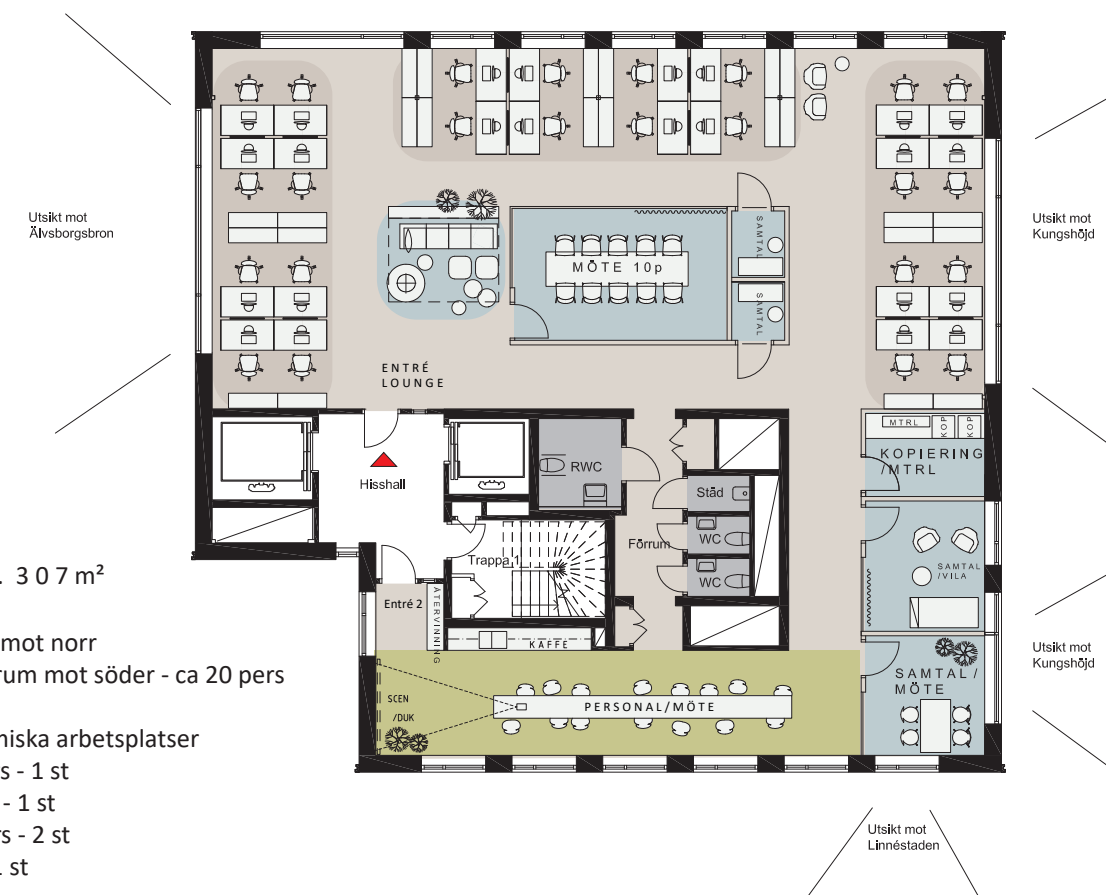 Utsikt mot
Älvsborgsbron
Utsikt mot
Kungshöjd
SAMTAL
MÖTE 10p
SAMTAL
ENTRÉ
LOUNGE
MTRL
KOP
KOP
KOPIERING
/MTRL
Hisshall
RWC
Städ
Förrum
WC
WC
Trappa 1
SAMTAL
/VILA
Entré 2
ÅTERVINNING
KAFFE
Utsikt mot
Kungshöjd
SAMTAL /
MÖTE
SCEN
/DUK
PERSONAL/MÖTE
. 3 0 7 m²
mot norr
rum mot söder - ca 20 pers
miska arbetsplatser
s - 1 st
- 1 st
rs - 2 st
st
Utsikt mot
Linnéstaden